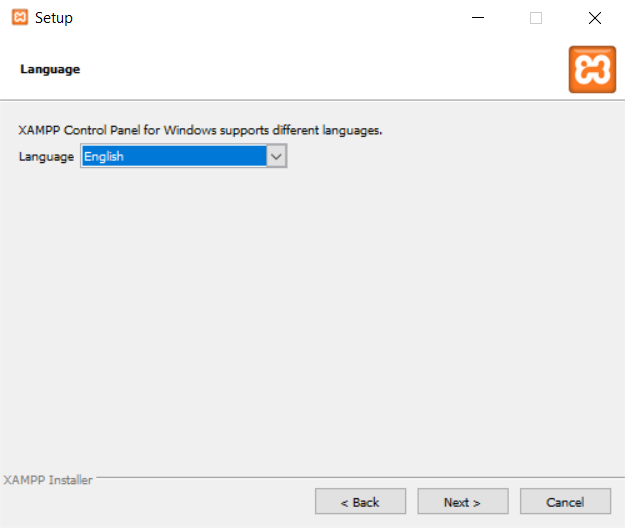 Setup
Language
XAMPP Control Panel for Windows supports different languages.
Language English
XAMPP Installer
< Back Next > Cancel